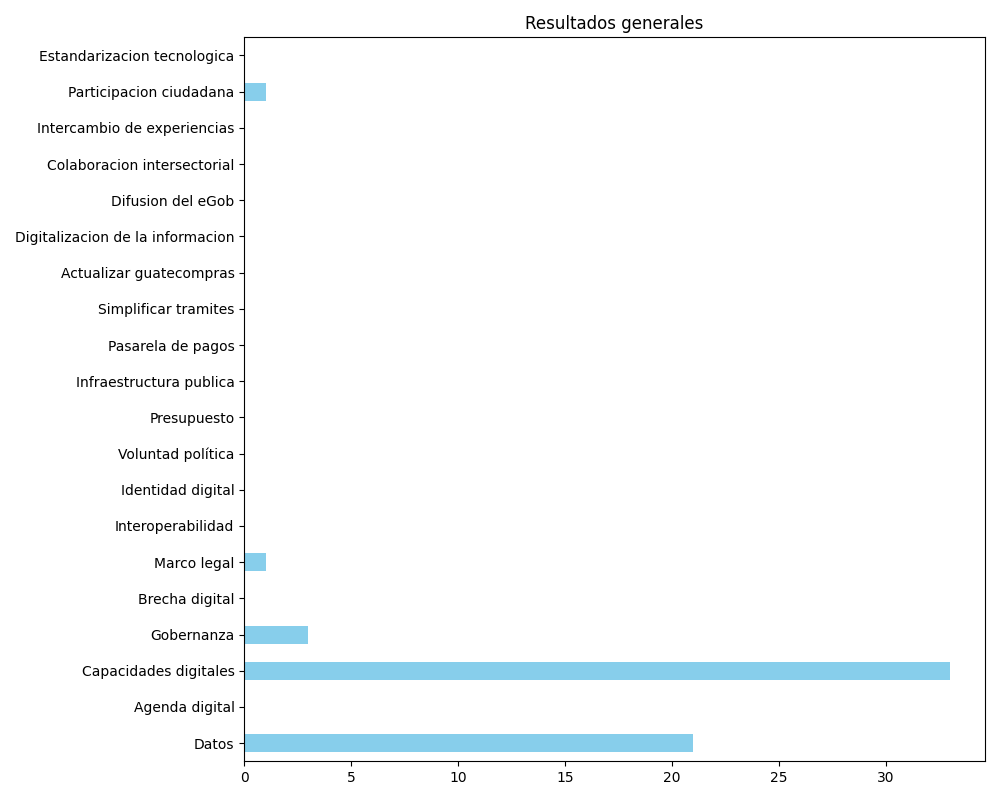 Resultados generales
Estandarizacion tecnologica
Participacion ciudadana
Intercambio de experiencias
Colaboracion intersectorial
Difusion del eGob
Digitalizacion de la informacion
Actualizar guatecompras
Simplificar tramites
Pasarela de pagos
Infraestructura publica
Presupuesto
Voluntad política
Identidad digital
Interoperabilidad
Marco legal
Brecha digital
Gobernanza
Capacidades digitales
Agenda digital
Datos
0 5 10 15 20 25 30